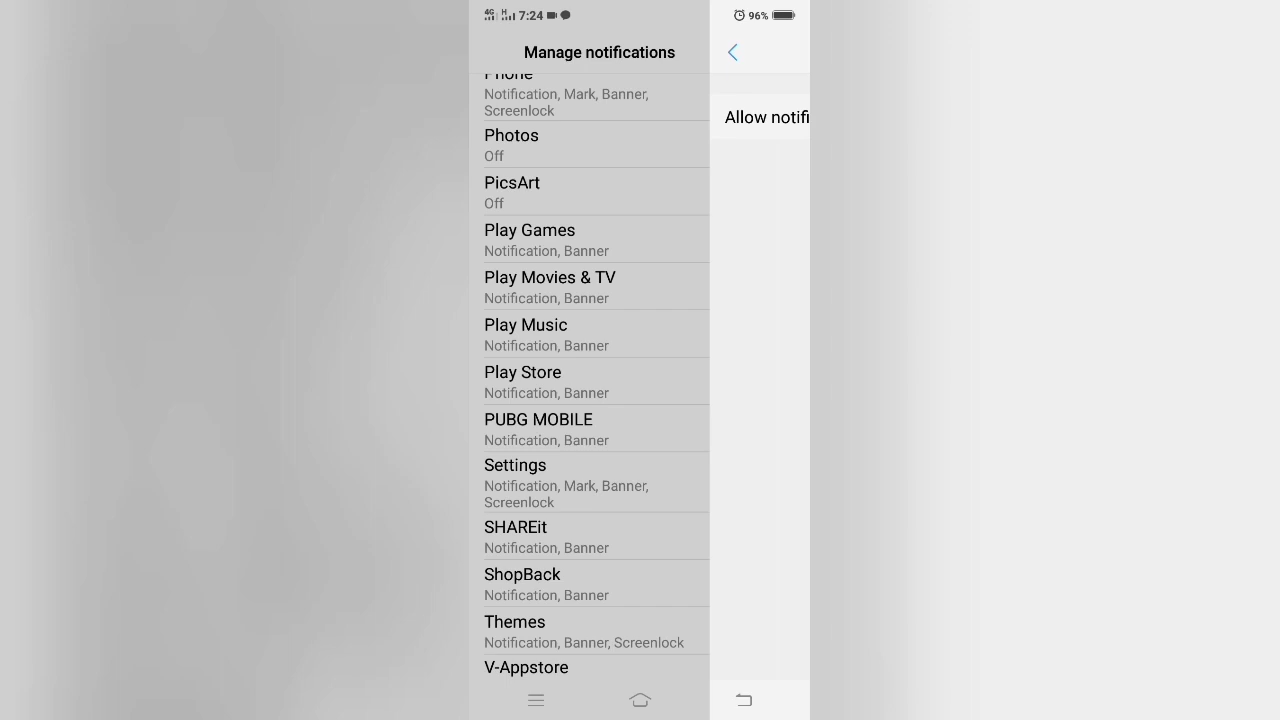 4G H 7:24
96%
Manage notifications
Phone
Notification, Mark, Banner,
Screenlock
Photos
Off
PicsArt
Off
Play Games
Notification, Banner
Play Movies & TV
Notification, Banner
Play Music
Notification, Banner
Play Store
Notification, Banner
PUBG MOBILE
Notification, Banner
Settings
Notification, Mark, Banner,
Screenlock
SHAREit
Notification, Banner
ShopBack
Notification, Banner
Themes
Notification, Banner, Screenlock
V-Appstore
Allow notifi